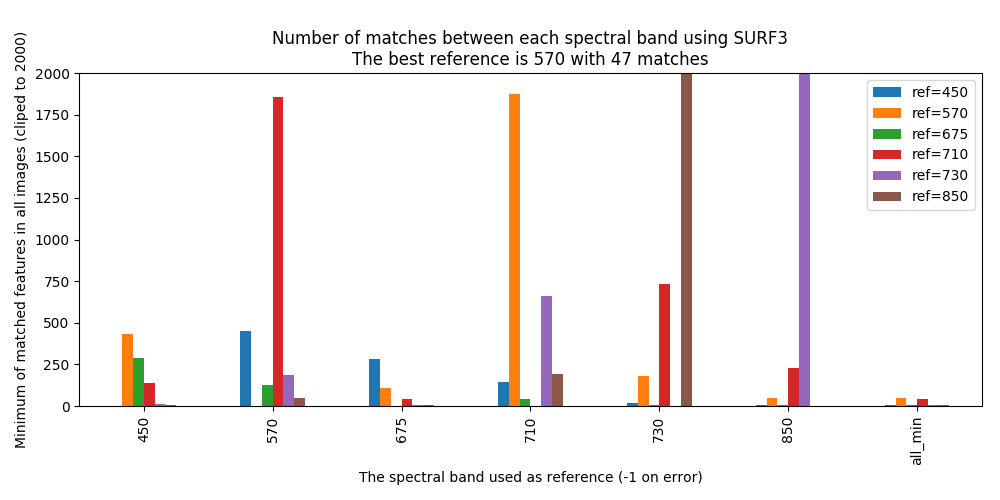 Number of matches between each spectral band using SURF3
The best reference is 570 with 47 matches
Minimum of matched features in all images (cliped to 2000)
2000
1750
1500
1250
1000
750
500
250
0
ref=450
ref=570
ref=675
ref=710
ref=730
ref=850
450
570
675
710
730
850
all_min
The spectral band used as reference (-1 on error)